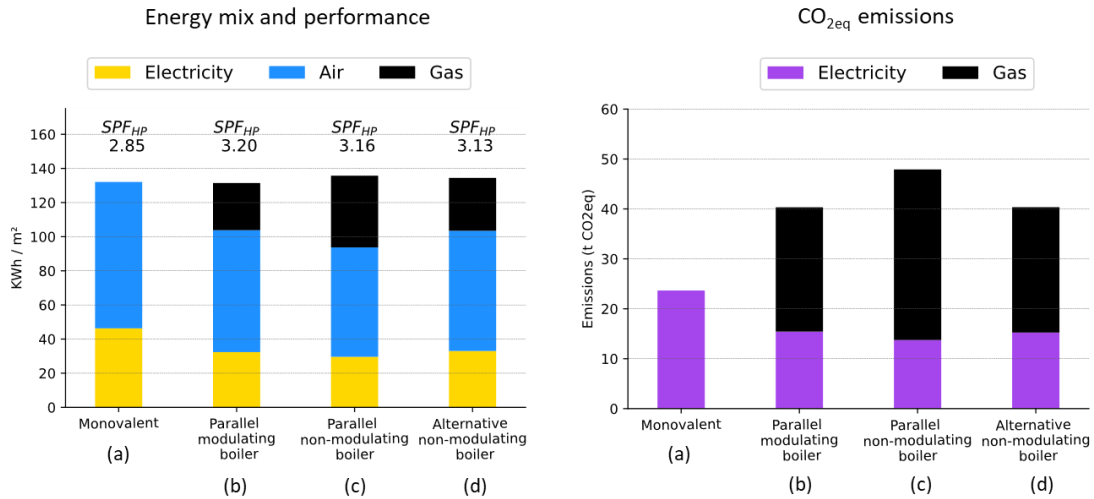 Energy mix and performance
Electricity Air Gas
KWh / m²
160
140
120
100
80
60
40
20
0
SPF_HP SPF_HP SPF_HP SPF_HP
2.85 3.20 3.16 3.13
Monovalent Parallel Parallel Alternative
modulating non-modulating non-modulating
boiler boiler boiler
(a) (b) (c) (d)
CO₂eq emissions
Electricity Gas
Emissions (t CO2eq)
60
50
40
30
20
10
0
Monovalent Parallel Parallel Alternative
modulating non-modulating non-modulating
boiler boiler boiler
(a) (b) (c) (d)